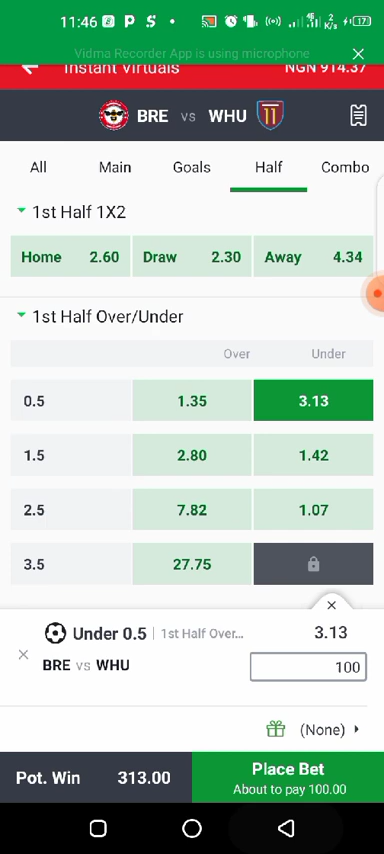 11:46
Vidma Recorder App is using microphone
Instant Virtuals NGN 914.37
BRE vs WHU
All Main Goals Half Combo
1st Half 1X2
Home 2.60 Draw 2.30 Away 4.34
1st Half Over/Under
Over Under
0.5 1.35 3.13
1.5 2.80 1.42
2.5 7.82 1.07
3.5 27.75
Under 0.5 1st Half Over... 3.13
BRE vs WHU 100
(None)
Pot. Win 313.00
Place Bet
About to pay 100.00